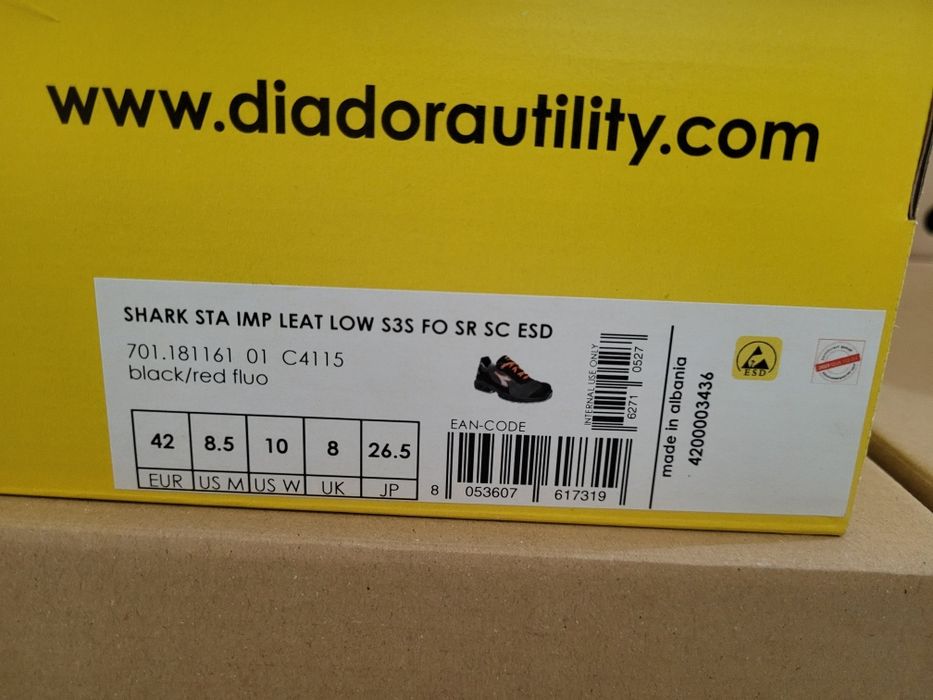 www.diadorautility.com
SHARK STA IMP LEAT LOW S3S FO SR SC ESD
701.181161 01 C4115
black/red fluo
42 8.5 10 8 26.5
EUR US M US W UK JP
EAN-CODE
8 053607 617319
INTERNAL USE ONLY
6271 0527
made in albania
4200003436
ESD